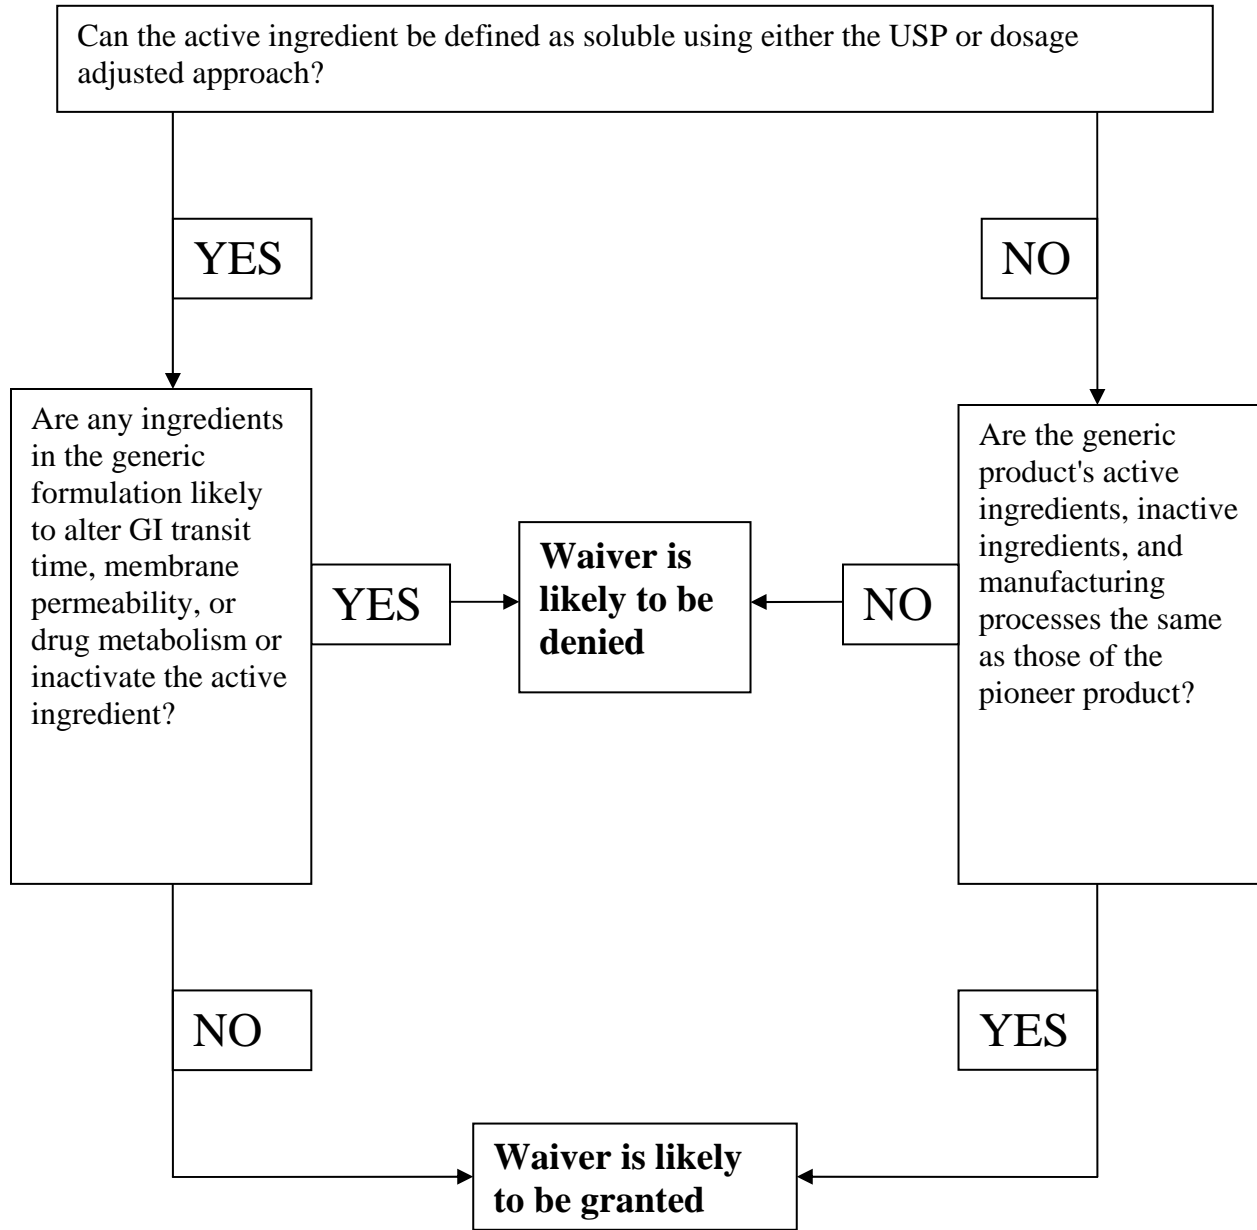 Can the active ingredient be defined as soluble using either the USP or dosage
adjusted approach?
YES
NO
Are any ingredients
in the generic
formulation likely
to alter GI transit
time, membrane
permeability, or
drug metabolism or
inactivate the active
ingredient?
YES
Waiver is
likely to be
denied
NO
Are the generic
product's active
ingredients, inactive
ingredients, and
manufacturing
processes the same
as those of the
pioneer product?
NO
YES
Waiver is likely
to be granted